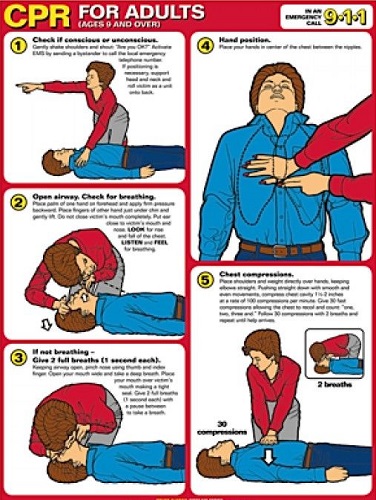 CPR FOR ADULTS
(AGES 9 AND OVER)
IN AN
EMERGENCY
CALL
9•1•1
1
Check if conscious or unconscious.
Gently shake shoulders and shout "Are you OK?" Activate
EMS by sending a bystander to call the local emergency
telephone number.
If positioning is
necessary, support
head and neck and
roll victim as a unit
onto back.
2
Open airway. Check for breathing.
Place palm of one hand on forehead and apply firm pressure
backward. Place fingers of other hand just under chin and
gently lift. Do not close victim's mouth completely. Put ear
close to victim's mouth and
nose. LOOK for rise
and fall of the chest,
LISTEN and FEEL
for breathing.
3
If not breathing –
Give 2 full breaths (1 second each).
Keeping airway open, pinch nose using thumb and index
finger. Open your mouth wide and take a deep breath. Place
your mouth over victim's
mouth making a tight
seal. Give 2 full breaths
(1 second each) with
a pause between
to take a breath.
4
Hand position.
Place your hands in center of the chest between the nipples.
5
Chest compressions.
Place shoulders and weight directly over hands, keeping
elbows straight. Pushing straight down with smooth and
even movements, compress chest cavity 1½-2 inches
at a rate of 100 compressions per minute. Give 30 fast
compressions allowing the chest to recoil and count "one,
two, three and." Follow 30 compressions with 2 breaths and
repeat until help arrives.
2 breaths
30
compressions